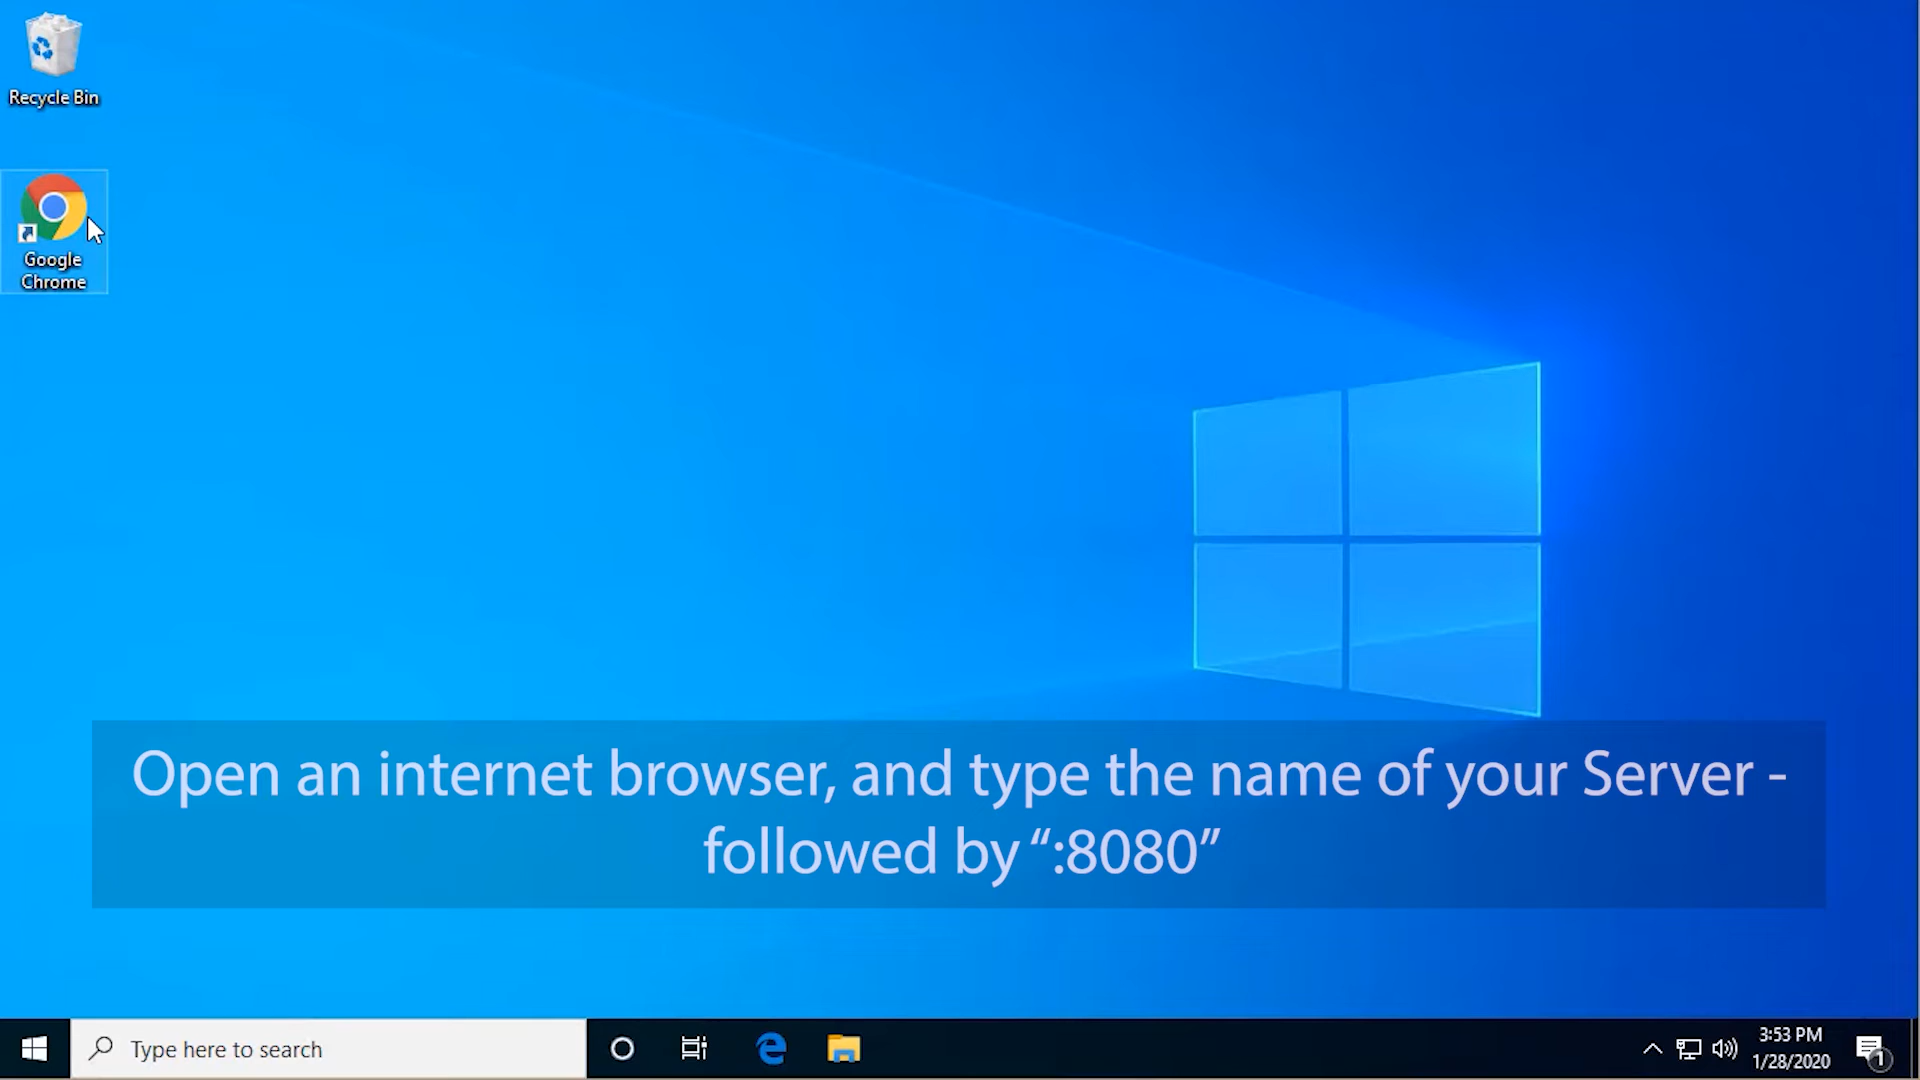 Recycle Bin
Google
Chrome
Open an internet browser, and type the name of your Server -
followed by “:8080”
Type here to search
3:53 PM
1/28/2020
1